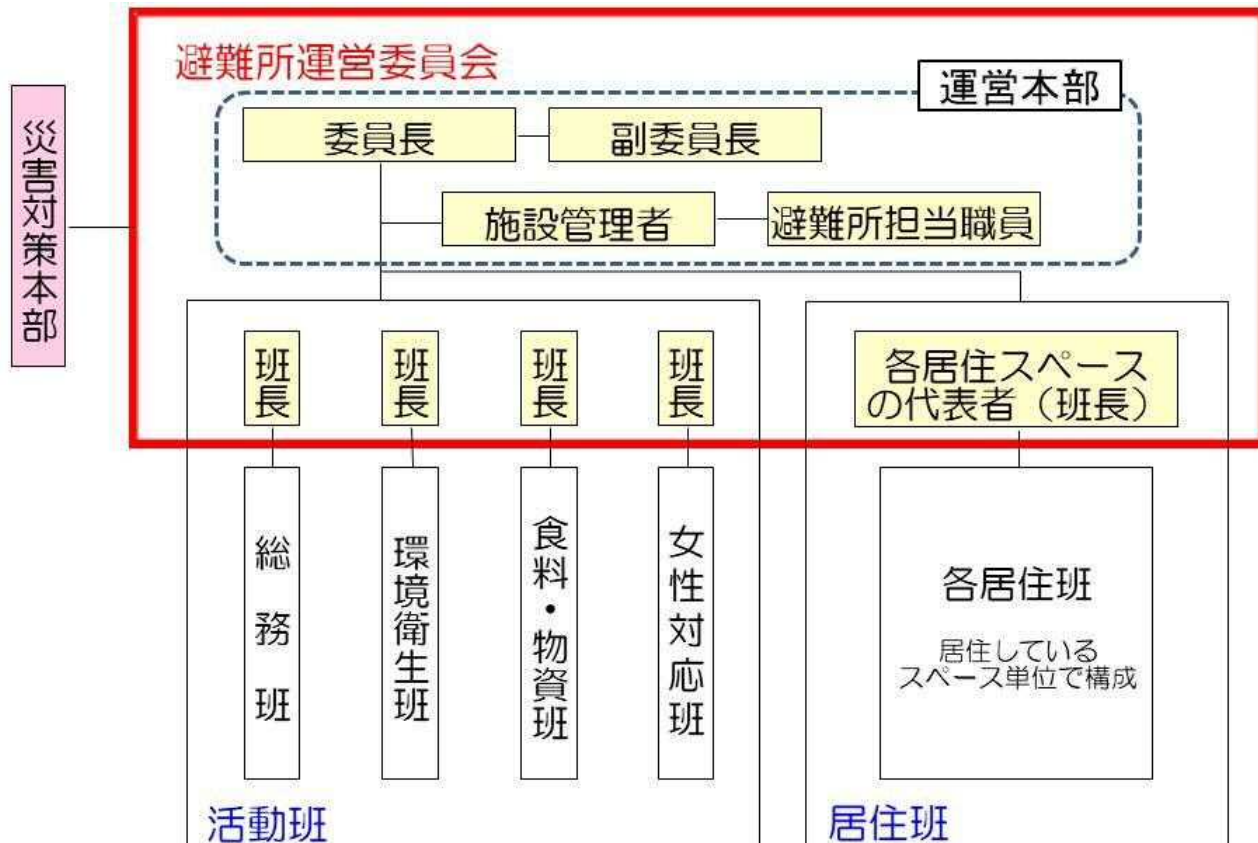 避難所運営委員会
運営本部
災害対策本部
委員長
副委員長
施設管理者
避難所担当職員
班長
班長
班長
班長
各居住スペース
の代表者（班長）
総務班
環境衛生班
食料・物資班
女性対応班
各居住班
居住している
スペース単位で構成
活動班
居住班